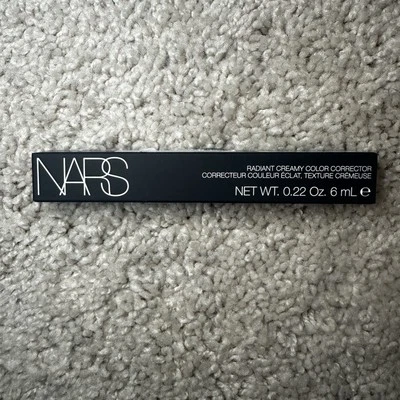 NARS
RADIANT CREAMY COLOR CORRECTOR
CORRECTEUR COULEUR ÉCLAT, TEXTURE CRÉMEUSE
NET WT. 0.22 Oz. 6 mL ℮